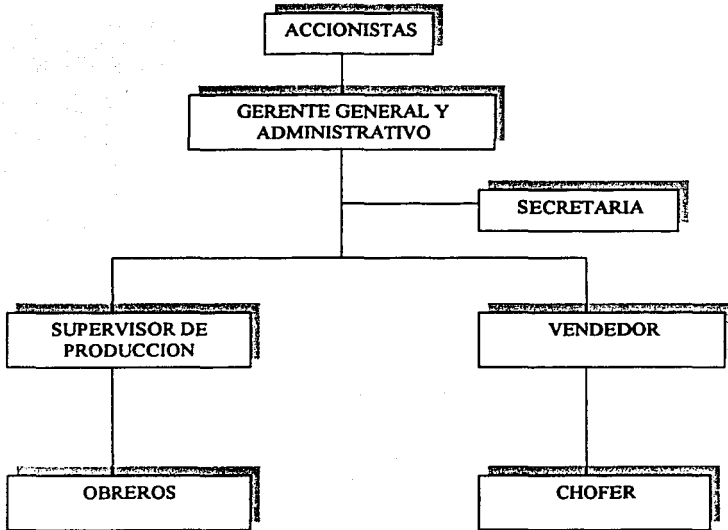 ACCIONISTAS
GERENTE GENERAL Y
ADMINISTRATIVO
SECRETARIA
SUPERVISOR DE
PRODUCCION
VENDEDOR
OBREROS
CHOFER